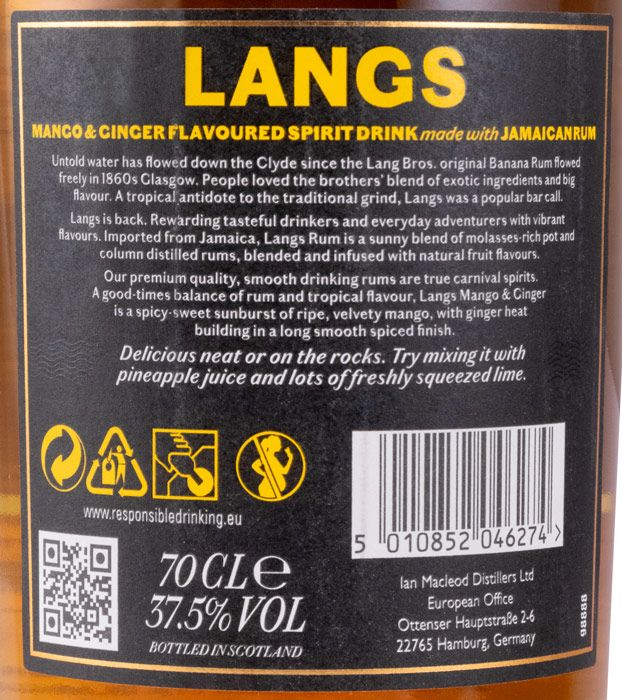 LANGS
MANGO & GINGER FLAVOURED SPIRIT DRINK made with JAMAICAN RUM
Untold water has flowed down the Clyde since the Lang Bros. original Banana Rum flowed
freely in 1860s Glasgow. People loved the brothers' blend of exotic ingredients and big
flavour. A tropical antidote to the traditional grind, Langs was a popular bar call.
Langs is back. Rewarding tasteful drinkers and everyday adventurers with vibrant
flavours. Imported from Jamaica, Langs Rum is a sunny blend of molasses-rich pot and
column distilled rums, blended and infused with natural fruit flavours.
Our premium quality, smooth drinking rums are true carnival spirits.
A good-times balance of rum and tropical flavour, Langs Mango & Ginger
is a spicy-sweet sunburst of ripe, velvety mango, with ginger heat
building in a long smooth spiced finish.
Delicious neat or on the rocks. Try mixing it with
pineapple juice and lots of freshly squeezed lime.
www.responsibledrinking.eu
70 CL e
37.5% VOL
BOTTLED IN SCOTLAND
5 010852 046274 >
Ian Macleod Distillers Ltd
European Office
Ottenser Hauptstraße 2-6
22765 Hamburg, Germany
98888